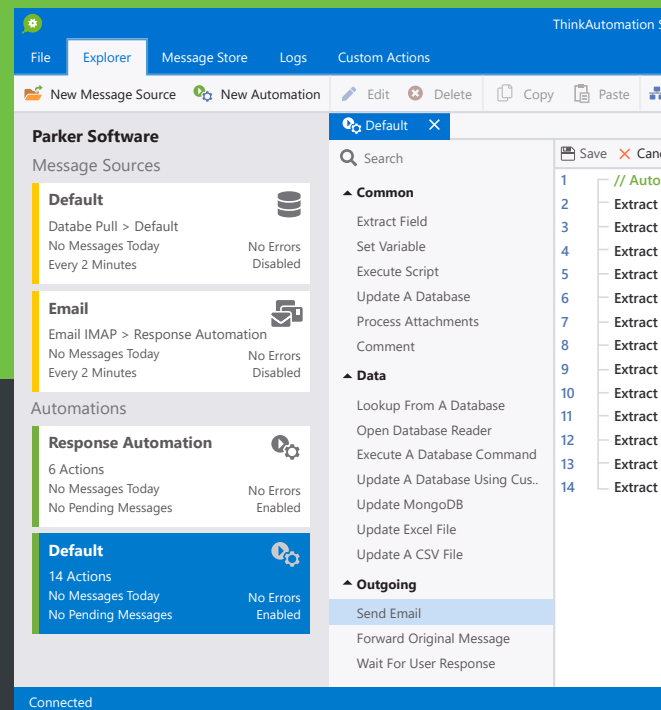 ThinkAutomation S
File Explorer Message Store Logs Custom Actions
New Message Source New Automation Edit Delete Copy Paste
Default
Parker Software
Message Sources
Default
Databe Pull > Default
No Messages Today No Errors
Every 2 Minutes Disabled
Email
Email IMAP > Response Automation
No Messages Today No Errors
Every 2 Minutes Disabled
Automations
Response Automation
6 Actions
No Messages Today No Errors
No Pending Messages Enabled
Default
14 Actions
No Messages Today No Errors
No Pending Messages Enabled
Search
Common
Extract Field
Set Variable
Execute Script
Update A Database
Process Attachments
Comment
Data
Lookup From A Database
Open Database Reader
Execute A Database Command
Update A Database Using Cus..
Update MongoDB
Update Excel File
Update A CSV File
Outgoing
Send Email
Forward Original Message
Wait For User Response
Save Canc
1 // Auto
2 Extract
3 Extract
4 Extract
5 Extract
6 Extract
7 Extract
8 Extract
9 Extract
10 Extract
11 Extract
12 Extract
13 Extract
14 Extract
Connected